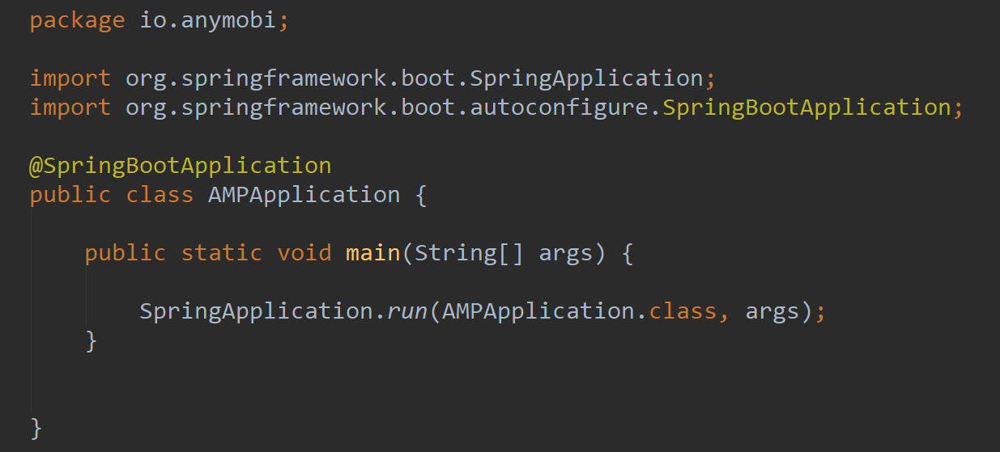 package io.anymobi;
import org.springframework.boot.SpringApplication;
import org.springframework.boot.autoconfigure.SpringBootApplication;
@SpringBootApplication
public class AMPApplication {
public static void main(String[] args) {
SpringApplication.run(AMPApplication.class, args);
}
}